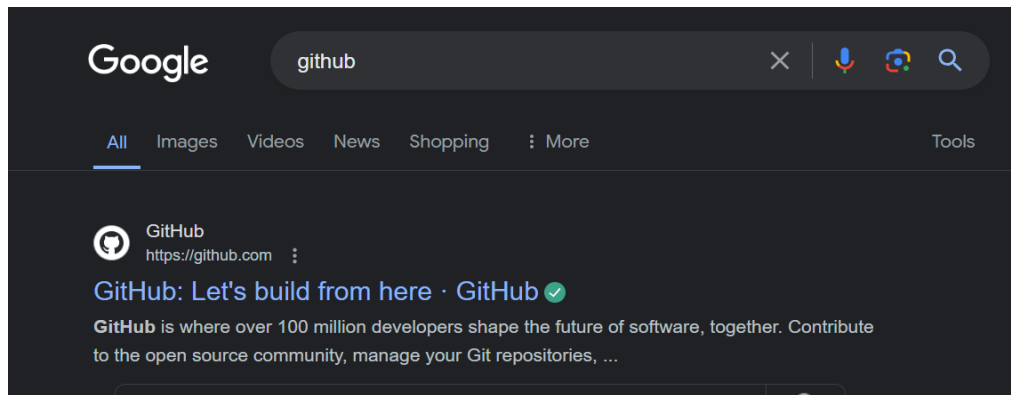 Google
github
All Images Videos News Shopping More Tools
GitHub
https://github.com
GitHub: Let's build from here · GitHub
GitHub is where over 100 million developers shape the future of software, together. Contribute
to the open source community, manage your Git repositories, ...